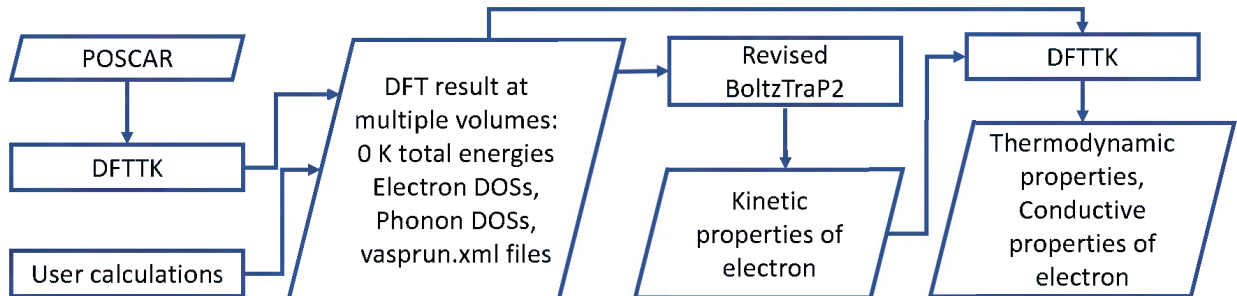 POSCAR
DFTTK
User calculations
DFT result at
multiple volumes:
0 K total energies
Electron DOSs,
Phonon DOSs,
vasprun.xml files
Revised
BoltzTraP2
Kinetic
properties of
electron
DFTTK
Thermodynamic
properties,
Conductive
properties of
electron